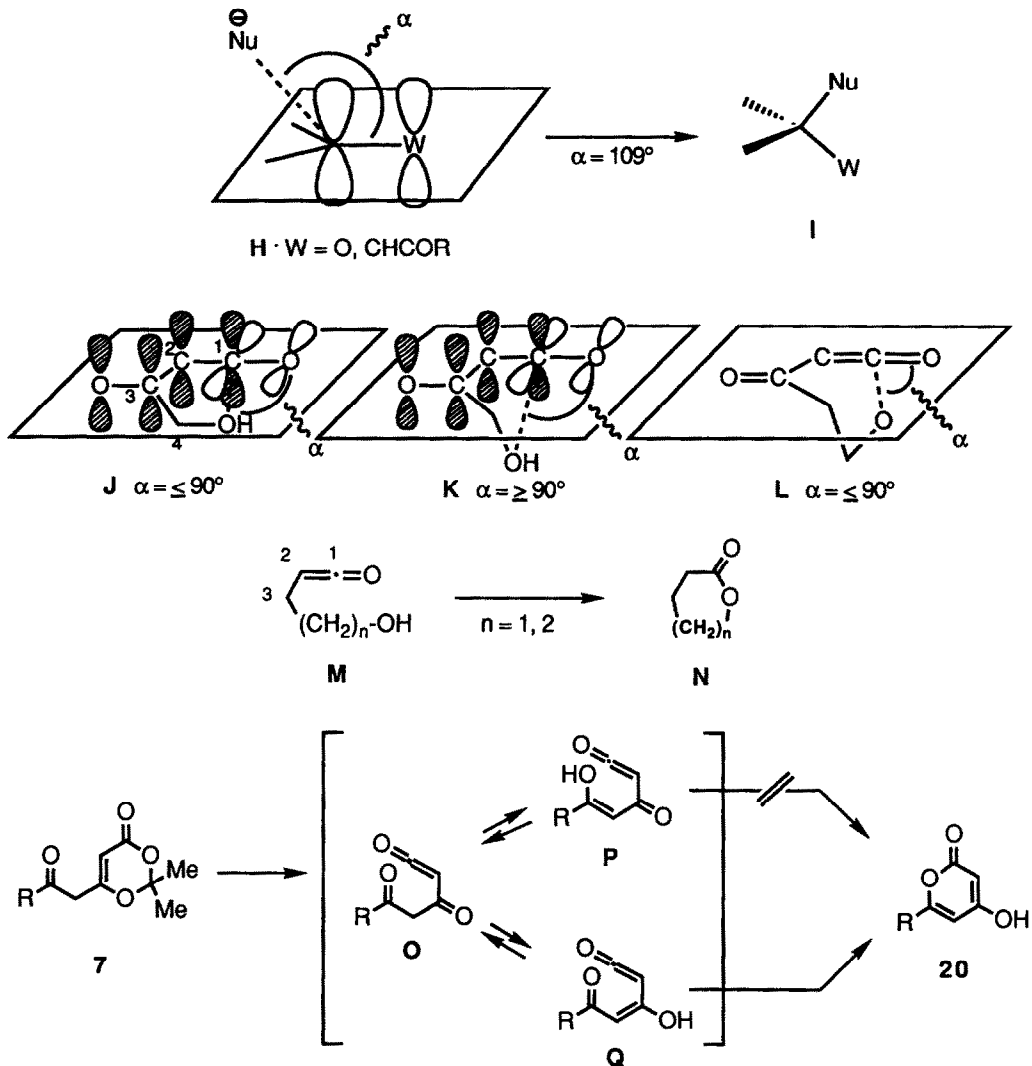 ⊖
Nu
α
W
α = 109°
Nu
W
H · W = O, CHCOR
I
O C C C O
1 2 3 4
OH
α
J α = ≤ 90°
O C C C O
OH
α
K α = ≥ 90°
O=C C=C=O
O
α
L α = ≤ 90°
1
2
3
O
(CH₂)n-OH
n = 1, 2
O
O
(CH₂)n
M
N
O
O
O
O
Me
Me
R
7
O
O
R
O
O
O
HO
R
O
P
O
O
R
OH
Q
O
O
R
OH
20